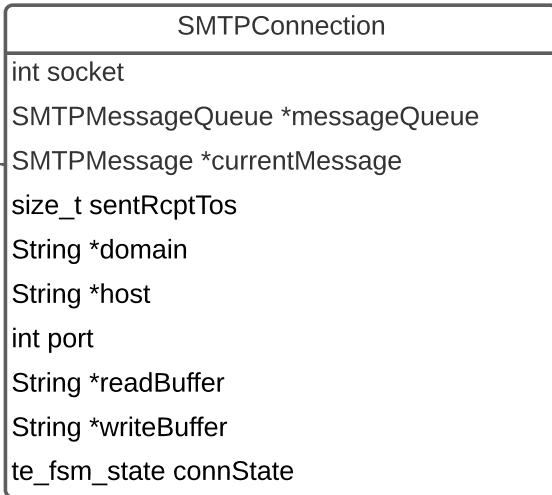 SMTPConnection
int socket
SMTPMessageQueue *messageQueue
SMTPMessage *currentMessage
size_t sentRcptTos
String *domain
String *host
int port
String *readBuffer
String *writeBuffer
te_fsm_state connState